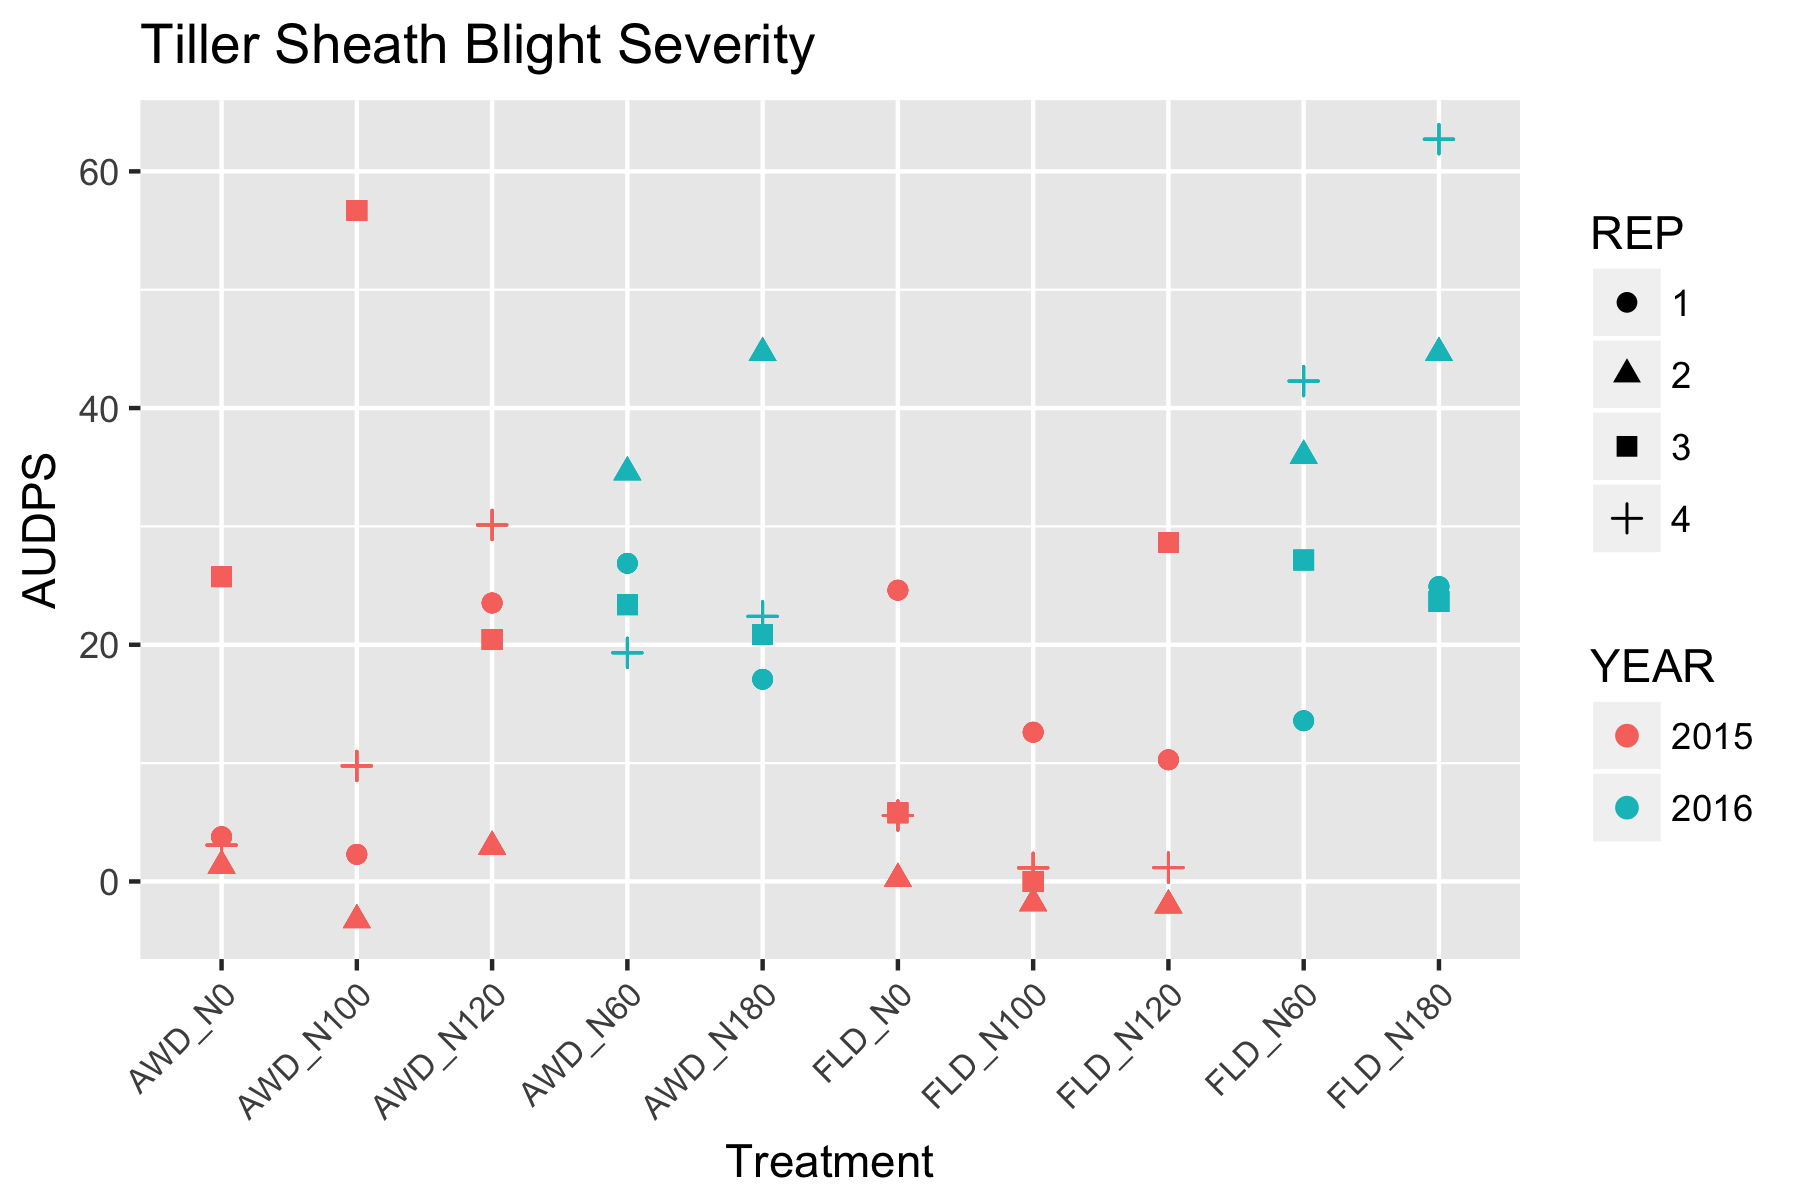 Tiller Sheath Blight Severity
AUDPS
60
40
20
0
AWD_N0
AWD_N100
AWD_N120
AWD_N60
AWD_N180
FLD_N0
FLD_N100
FLD_N120
FLD_N60
FLD_N180
Treatment
REP
1
2
3
4
YEAR
2015
2016